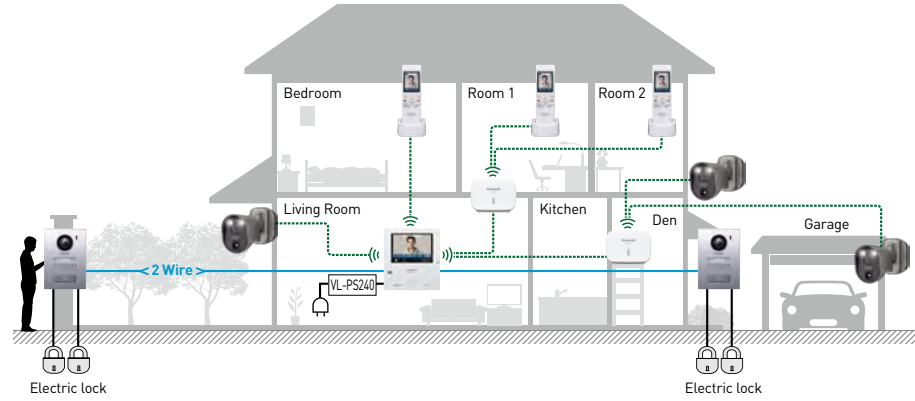 Bedroom
Room 1
Room 2
Living Room
Kitchen
Den
Garage
< 2 Wire >
VL-PS240
Electric lock
Electric lock